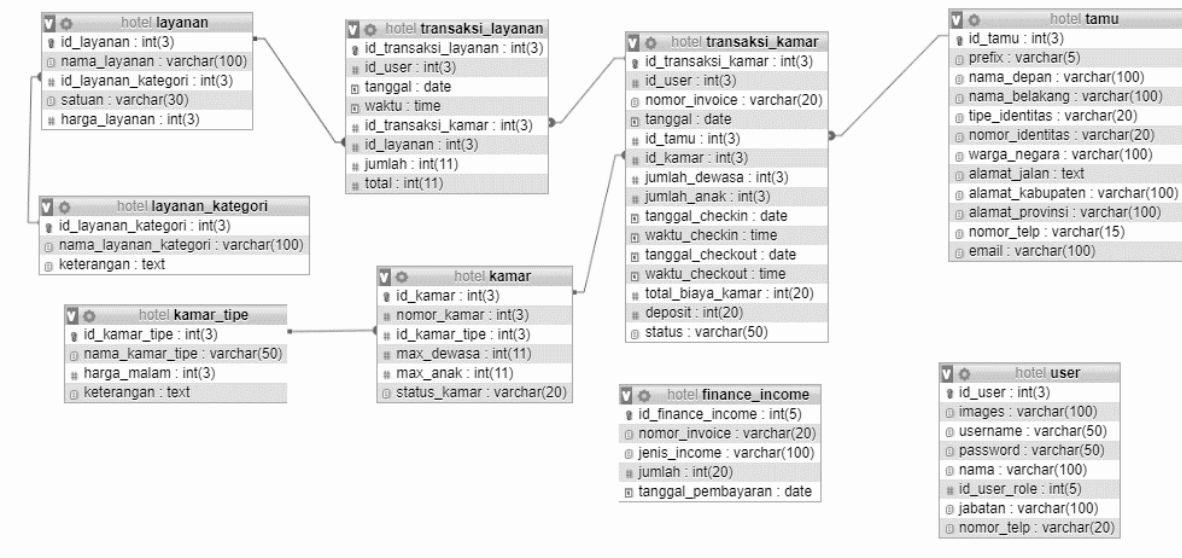 hotel layanan
id_layanan : int(3)
nama_layanan : varchar(100)
id_layanan_kategori : int(3)
satuan : varchar(30)
harga_layanan : int(3)
hotel transaksi_layanan
id_transaksi_layanan : int(3)
id_user : int(3)
tanggal : date
waktu : time
id_transaksi_kamar : int(3)
id_layanan : int(3)
jumlah : int(11)
total : int(11)
hotel transaksi_kamar
id_transaksi_kamar : int(3)
id_user : int(3)
nomor_invoice : varchar(20)
tanggal : date
id_tamu : int(3)
id_kamar : int(3)
jumlah_dewasa : int(3)
jumlah_anak : int(3)
tanggal_checkin : date
waktu_checkin : time
tanggal_checkout : date
waktu_checkout : time
total_biaya_kamar : int(20)
deposit : int(20)
status : varchar(50)
hotel tamu
id_tamu : int(3)
prefix : varchar(5)
nama_depan : varchar(100)
nama_belakang : varchar(100)
tipe_identitas : varchar(20)
nomor_identitas : varchar(20)
warga_negara : varchar(100)
alamat_jalan : text
alamat_kabupaten : varchar(100)
alamat_provinsi : varchar(100)
nomor_telp : varchar(15)
email : varchar(100)
hotel layanan_kategori
id_layanan_kategori : int(3)
nama_layanan_kategori : varchar(100)
keterangan : text
hotel kamar_tipe
id_kamar_tipe : int(3)
nama_kamar_tipe : varchar(50)
harga_malam : int(3)
keterangan : text
hotel kamar
id_kamar : int(3)
nomor_kamar : int(3)
id_kamar_tipe : int(3)
max_dewasa : int(11)
max_anak : int(11)
status_kamar : varchar(20)
hotel finance_income
id_finance_income : int(5)
nomor_invoice : varchar(20)
jenis_income : varchar(100)
jumlah : int(20)
tanggal_pembayaran : date
hotel user
id_user : int(3)
images : varchar(100)
username : varchar(50)
password : varchar(50)
nama : varchar(100)
id_user_role : int(5)
jabatan : varchar(100)
nomor_telp : varchar(20)